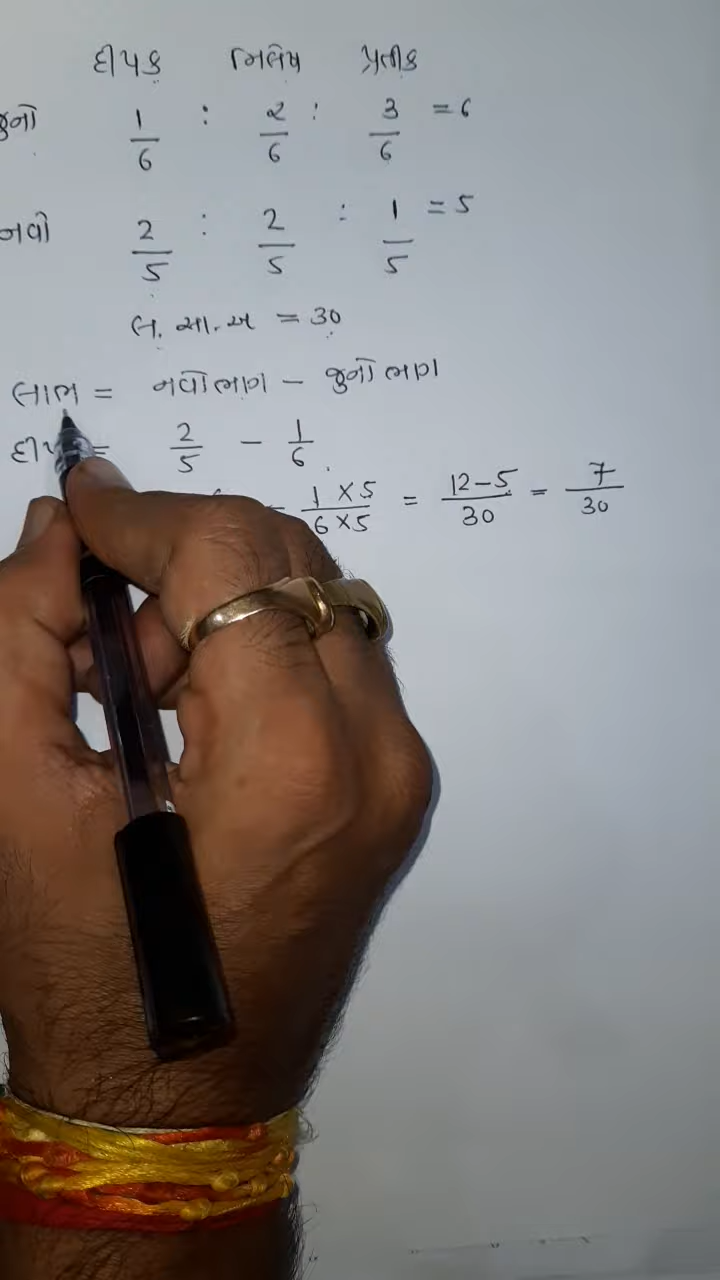 દીપક મિલેષ પ્રતીક
જુનો 1/6 : 2/6 : 3/6 = 6
નવો 2/5 : 2/5 : 1/5 = 5
લ. સા. અ = 30
લાભ = નવોભાગ - જુનોભાગ
= 2/5 - 1/6
- 1 X 5/6 X 5 = 12 - 5/30 = 7/30